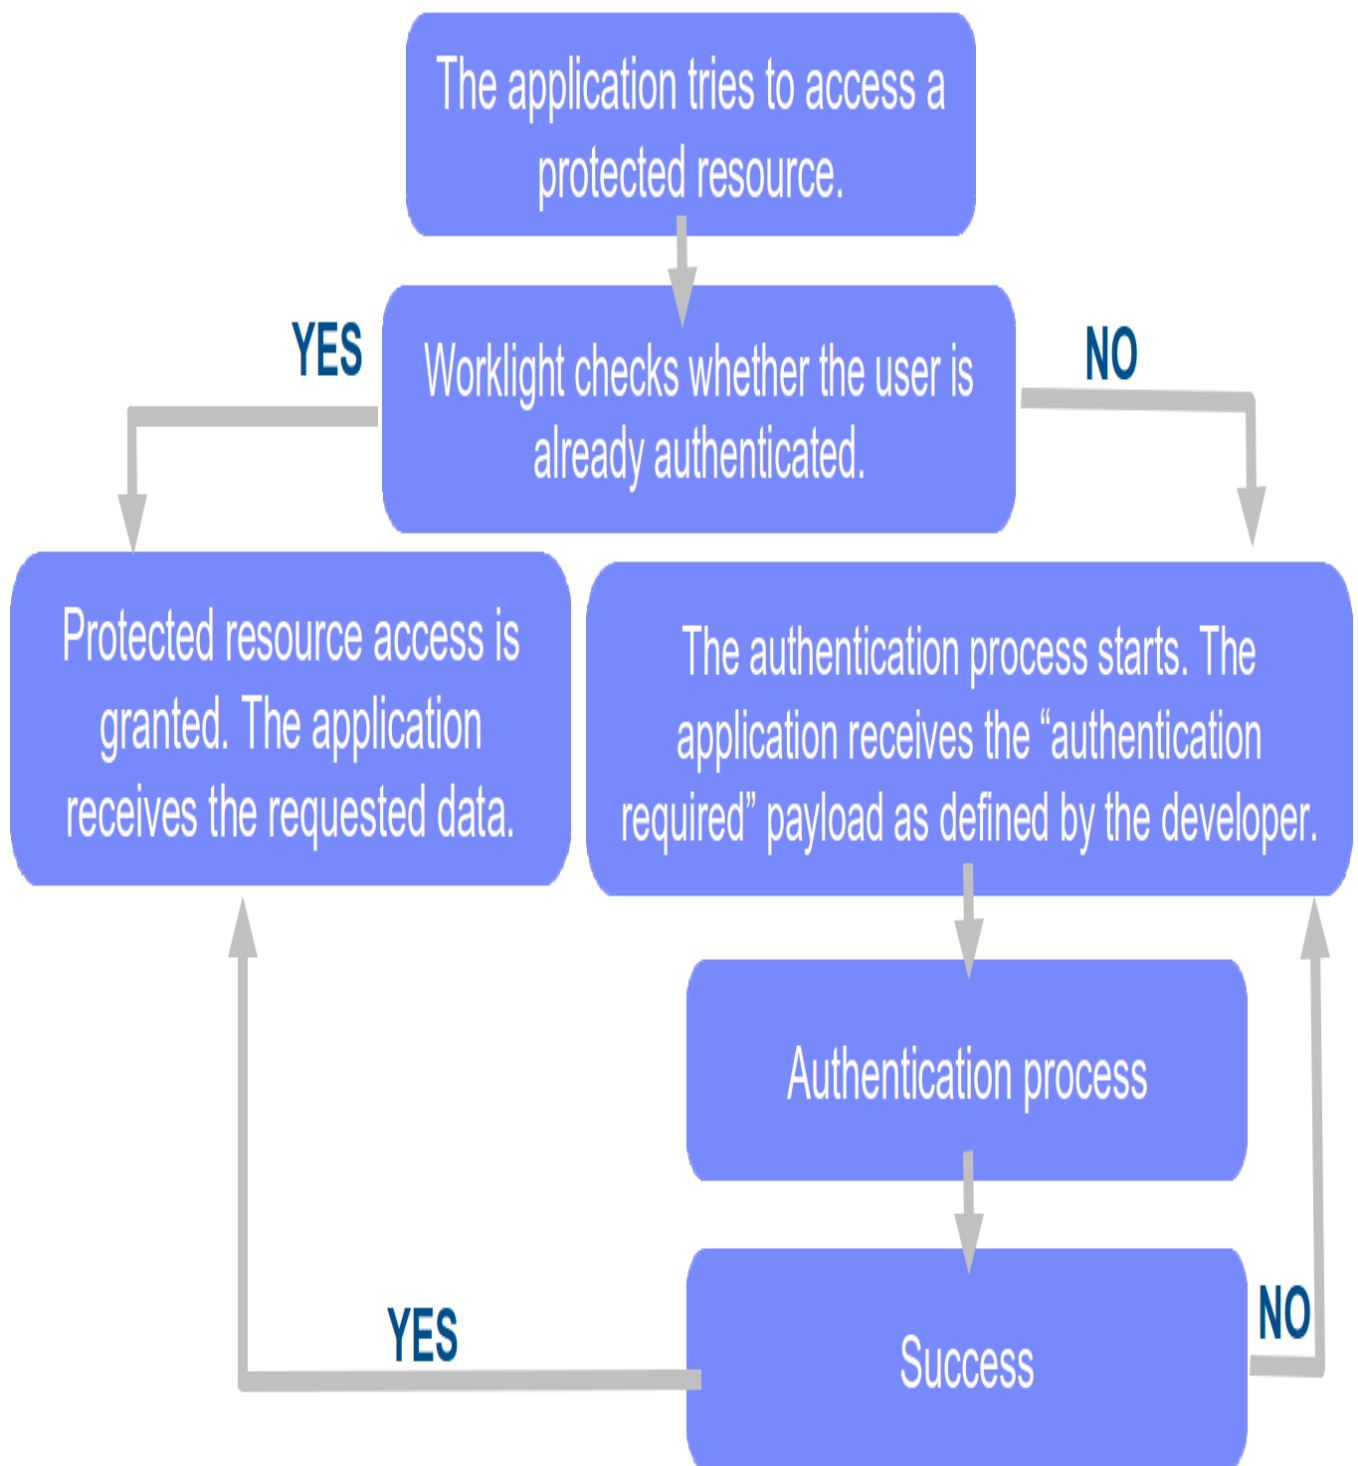 The application tries to access a
protected resource.
YES
NO
Worklight checks whether the user is
already authenticated.
Protected resource access is
granted. The application
receives the requested data.
The authentication process starts. The
application receives the “authentication
required” payload as defined by the developer.
Authentication process
YES
NO
Success